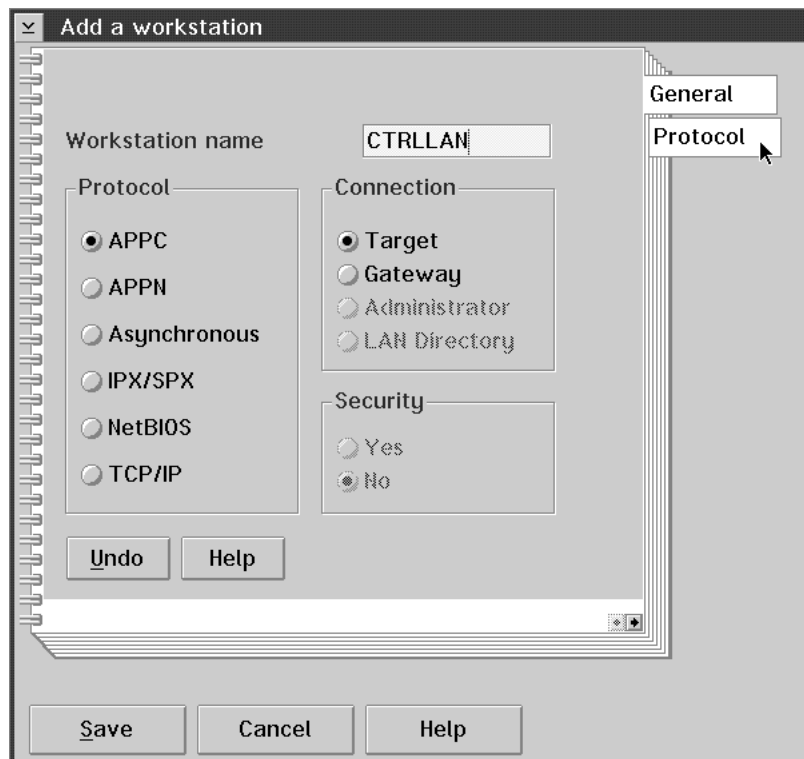 Add a workstation
General
Protocol
Workstation name CTRLLAN
Protocol
APPC
APPN
Asynchronous
IPX/SPX
NetBIOS
TCP/IP
Connection
Target
Gateway
Administrator
LAN Directory
Security
Yes
No
Undo Help
Save Cancel Help